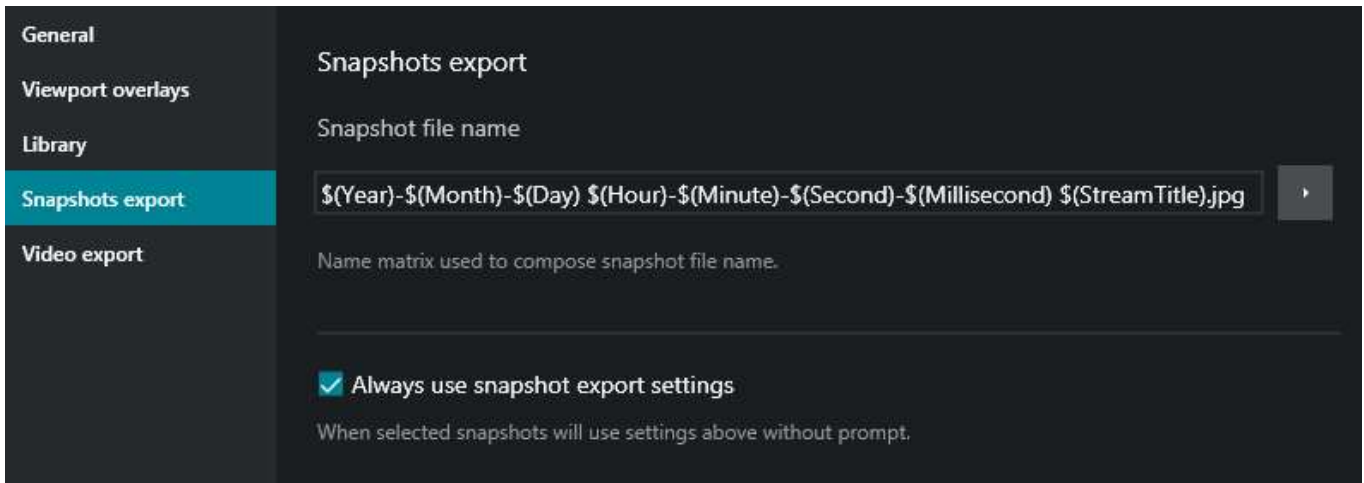 General
Viewport overlays
Library
Snapshots export
Video export
Snapshots export
Snapshot file name
$(Year)-$(Month)-$(Day) $(Hour)-$(Minute)-$(Second)-$(Millisecond) $(StreamTitle).jpg
Name matrix used to compose snapshot file name.
Always use snapshot export settings
When selected snapshots will use settings above without prompt.